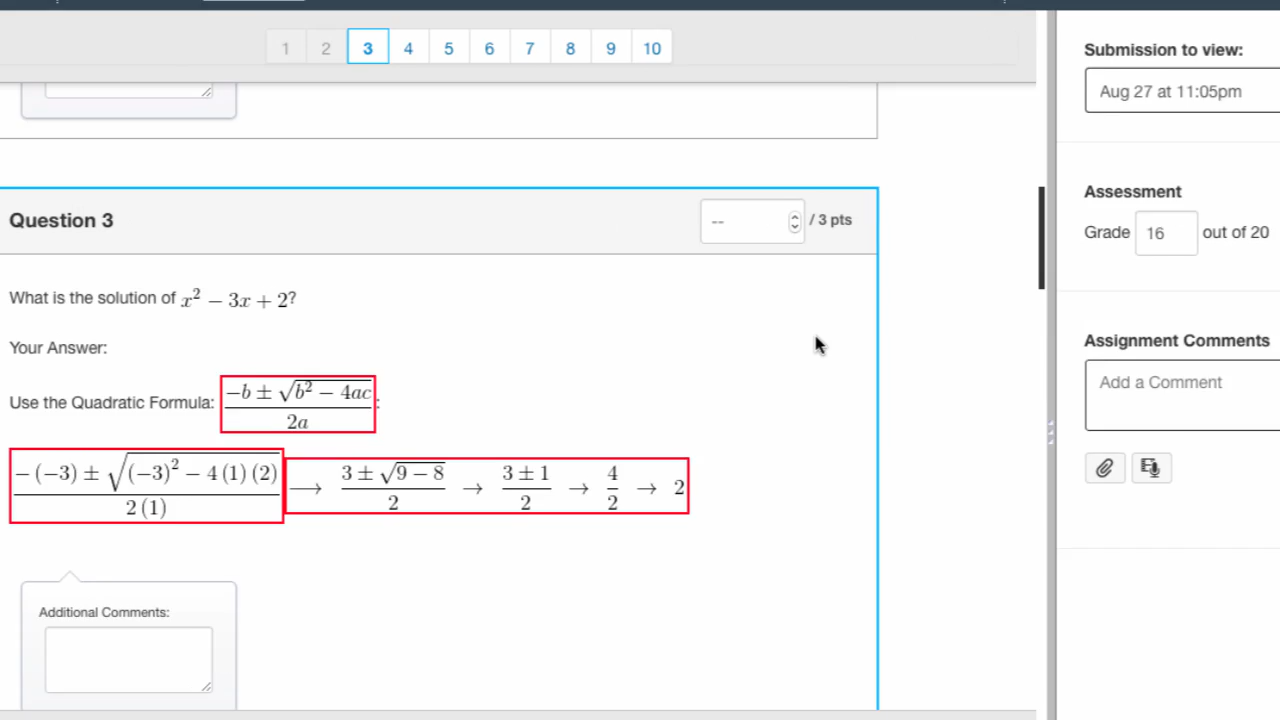 1 2 3 4 5 6 7 8 9 10
Question 3
-- / 3 pts
What is the solution of x² − 3x + 2?
Your Answer:
Use the Quadratic Formula: (−b ± √(b² − 4ac)) / 2a :
(−(−3) ± √((−3)² − 4(1)(2))) / 2(1) → (3 ± √(9 − 8)) / 2 → (3 ± 1) / 2 → 4/2 → 2
Additional Comments:
Submission to view:
Aug 27 at 11:05pm
Assessment
Grade 16 out of 20
Assignment Comments
Add a Comment